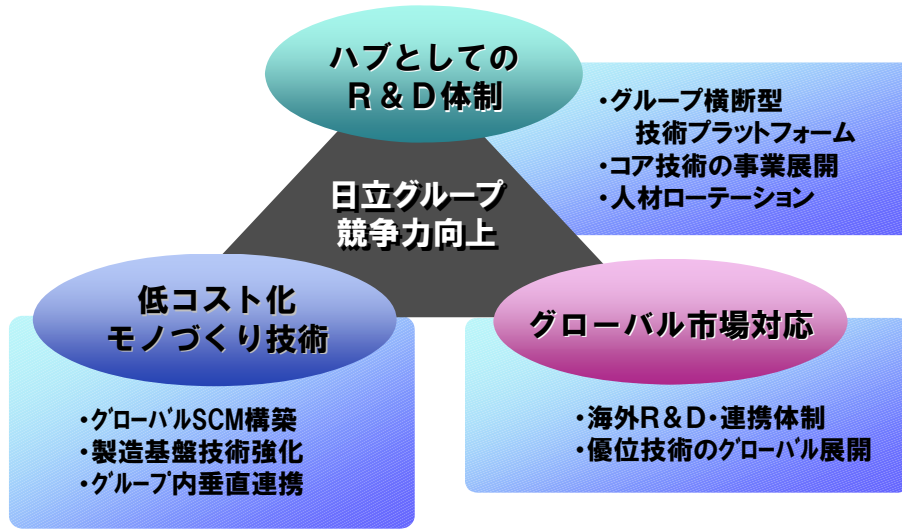 ハブとしての
R＆D体制
・グループ横断型
技術プラットフォーム
・コア技術の事業展開
・人材ローテーション
日立グループ
競争力向上
低コスト化
モノづくり技術
・グローバルSCM構築
・製造基盤技術強化
・グループ内垂直連携
グローバル市場対応
・海外R＆D・連携体制
・優位技術のグローバル展開